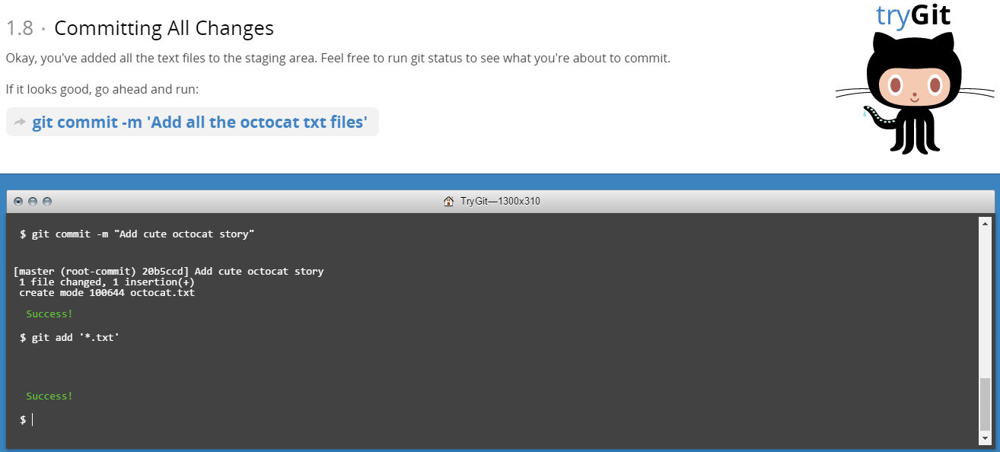 tryGit
1.8 · Committing All Changes
Okay, you've added all the text files to the staging area. Feel free to run git status to see what you're about to commit.
If it looks good, go ahead and run:
git commit -m 'Add all the octocat txt files'
TryGit—1300x310
$ git commit -m "Add cute octocat story"
[master (root-commit) 20b5ccd] Add cute octocat story
1 file changed, 1 insertion(+)
create mode 100644 octocat.txt
Success!
$ git add '*.txt'
Success!
$